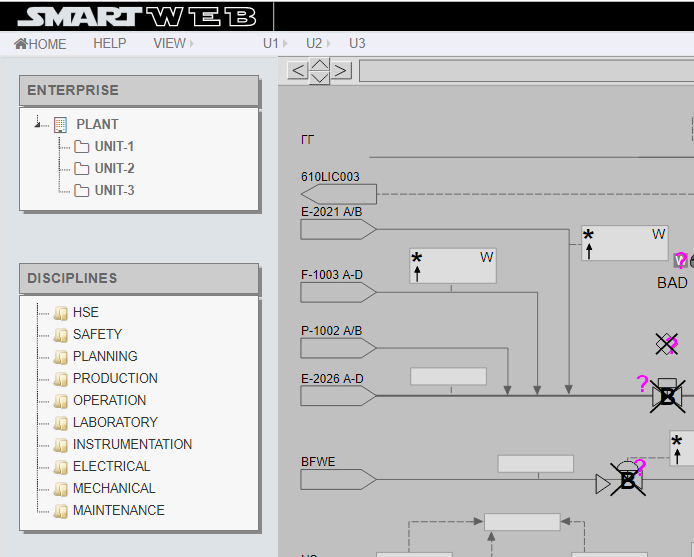 SMARTWEB
HOME HELP VIEW U1 U2 U3
ENTERPRISE
PLANT
UNIT-1
UNIT-2
UNIT-3
DISCIPLINES
HSE
SAFETY
PLANNING
PRODUCTION
OPERATION
LABORATORY
INSTRUMENTATION
ELECTRICAL
MECHANICAL
MAINTENANCE
< >
ГГ
610LIC003
E-2021 A/B
* W
* W
F-1003 A-D
?
BAD
P-1002 A/B
?
E-2026 A-D
?
B
*
BFWE
?
B